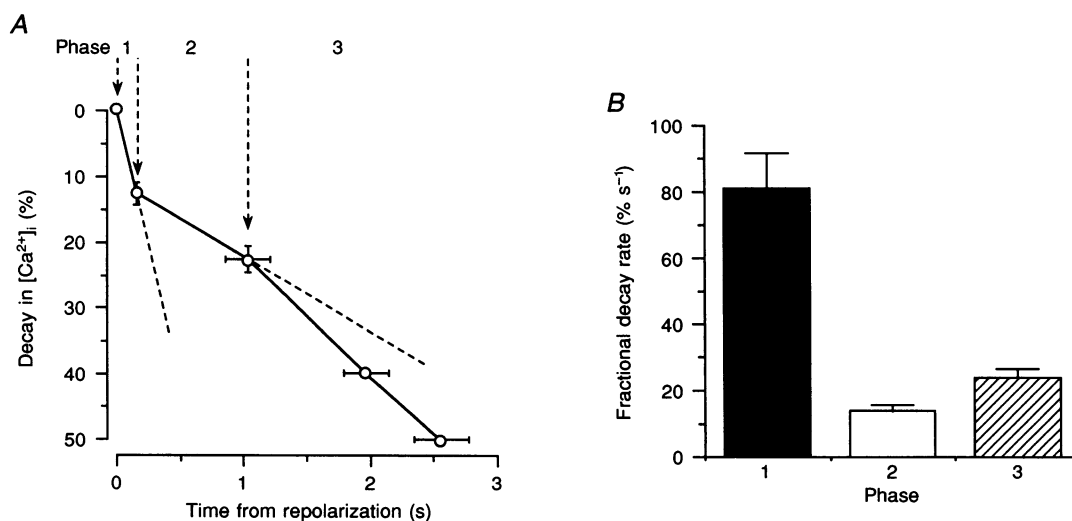 A
Phase 1 2 3
0
10
20
30
40
50
Decay in [Ca²⁺]ᵢ (%)
0 1 2 3
Time from repolarization (s)
B
100
80
60
40
20
0
Fractional decay rate (% s⁻¹)
1 2 3
Phase